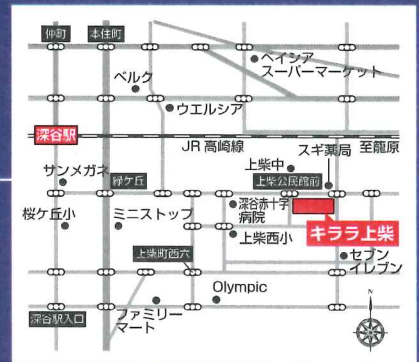 仲町
本住町
ベイシア
スーパーマーケット
ベルク
ウエルシア
深谷駅
JR 高崎線
至籠原
スギ薬局
上柴中
サンメガネ
緑ケ丘
上柴公民館前
桜ケ丘小
ミニストップ
深谷赤十字
病院
キララ上柴
上柴西小
上柴町西六
セブン
イレブン
Olympic
ファミリー
マート
深谷駅入口